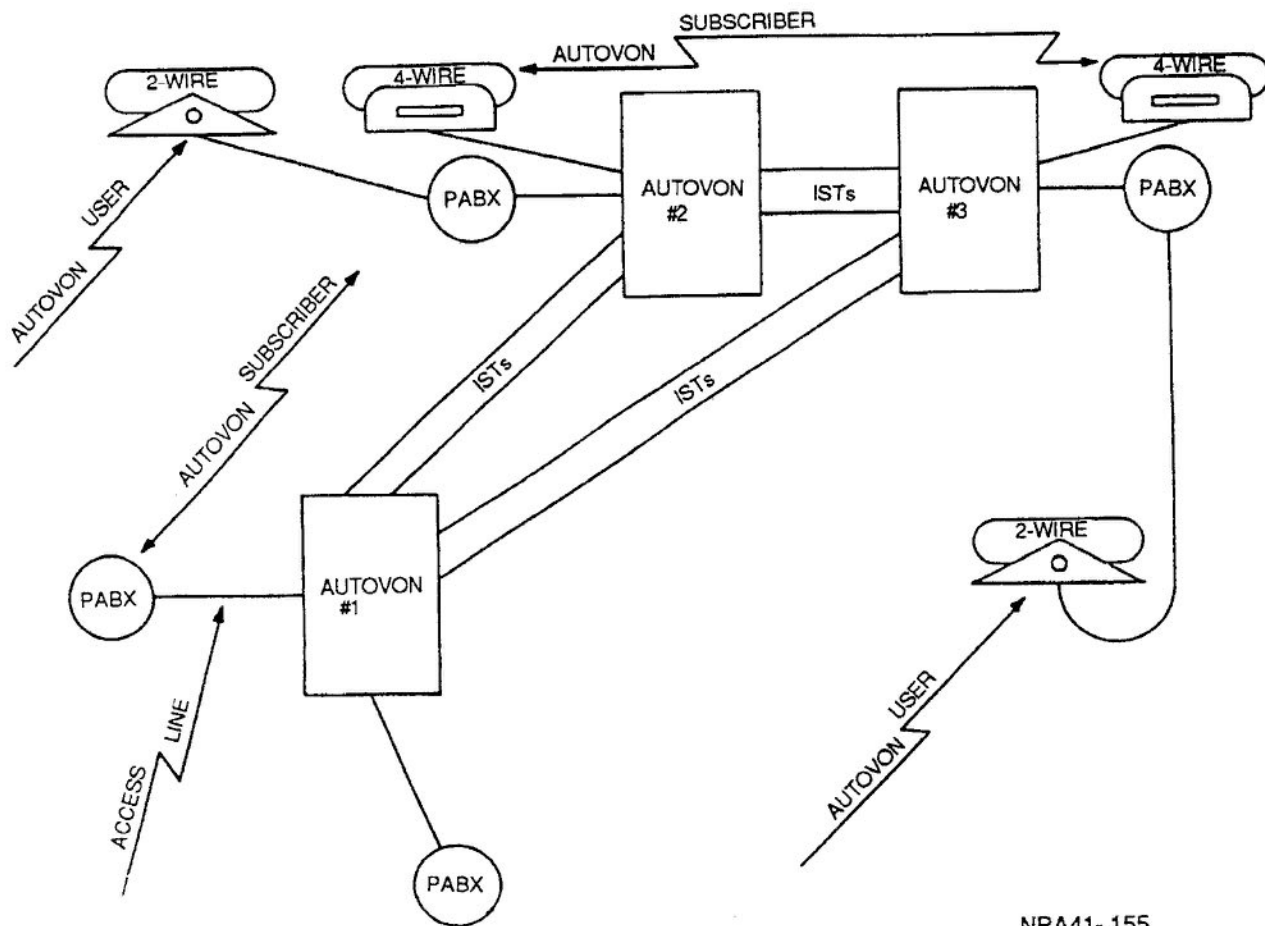 SUBSCRIBER
AUTOVON
2-WIRE
4-WIRE
4-WIRE
AUTOVON USER
PABX
AUTOVON
#2
ISTs
AUTOVON
#3
PABX
AUTOVON SUBSCRIBER
ISTs
ISTs
2-WIRE
PABX
AUTOVON
#1
AUTOVON USER
ACCESS LINE
PABX